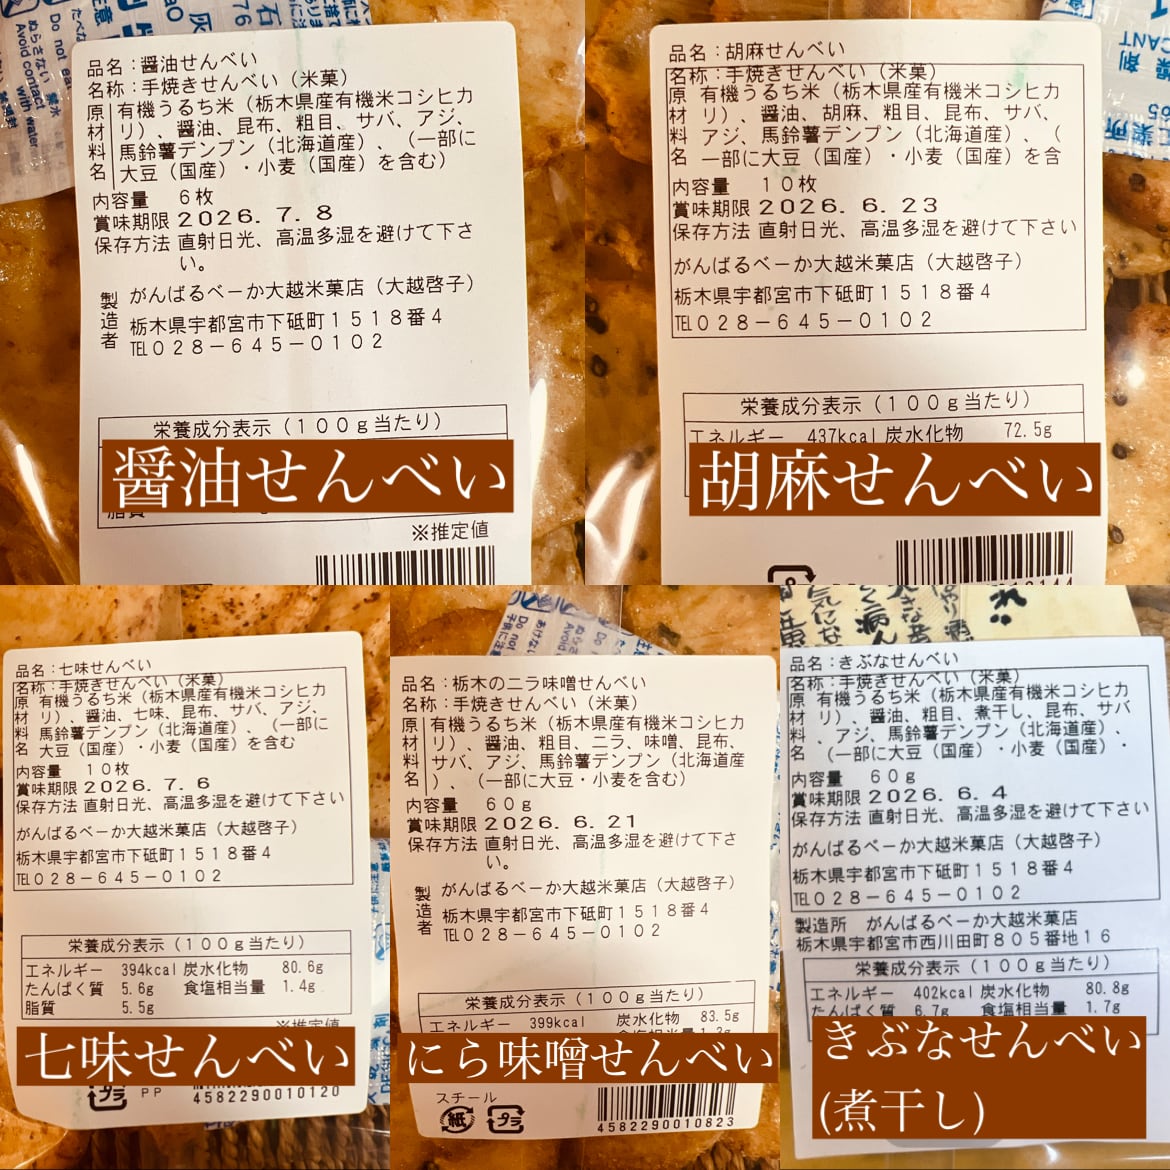 品名：醤油せんべい
名称：手焼きせんべい（米菓）
原材料名
有機うるち米（栃木県産有機米コシヒカ
リ）、醤油、昆布、粗目、サバ、アジ、
馬鈴薯デンプン（北海道産）、（一部に
大豆（国産）・小麦（国産）を含む）
内容量 6枚
賞味期限 2026. 7. 8
保存方法 直射日光、高温多湿を避けて下さ
い。
製造者
がんばるべーか大越米菓店（大越啓子）
栃木県宇都宮市下砥町１５１８番４
℡０２８－６４５－０１０２
栄養成分表示（１００ｇ当たり）
醤油せんべい
脂質
※推定値
品名：胡麻せんべい
名称：手焼きせんべい（米菓）
原材料名
有機うるち米（栃木県産有機米コシヒカ
リ）、醤油、胡麻、粗目、昆布、サバ、
アジ、馬鈴薯デンプン（北海道産）、（
一部に大豆（国産）・小麦（国産）を含
内容量 １０枚
賞味期限 2026. 6. 23
保存方法 直射日光、高温多湿を避けて下さい
がんばるべーか大越米菓店（大越啓子）
栃木県宇都宮市下砥町１５１８番４
℡０２８－６４５－０１０２
栄養成分表示（１００ｇ当たり）
エネルギー 437kcal 炭水化物 72.5g
胡麻せんべい
品名：七味せんべい
名称：手焼きせんべい（米菓）
原材料名
有機うるち米（栃木県産有機米コシヒカ
リ）、醤油、七味、昆布、サバ、アジ、
馬鈴薯デンプン（北海道産）、（一部に
大豆（国産）・小麦（国産）を含む
内容量 １０枚
賞味期限 2026. 7. 6
保存方法 直射日光、高温多湿を避けて下さい
がんばるべーか大越米菓店（大越啓子）
栃木県宇都宮市下砥町１５１８番４
℡０２８－６４５－０１０２
栄養成分表示（１００ｇ当たり）
エネルギー 394kcal 炭水化物 80.6g
たんぱく質 5.6g 食塩相当量 1.4g
脂質 5.5g
※推定値
七味せんべい
プラ PP
4582290010120
品名：栃木のニラ味噌せんべい
名称：手焼きせんべい（米菓）
原材料名
有機うるち米（栃木県産有機米コシヒカ
リ）、醤油、粗目、ニラ、味噌、昆布、
サバ、アジ、馬鈴薯デンプン（北海道産
）、（一部に大豆・小麦を含む）
内容量 ６０ｇ
賞味期限 2026. 6. 21
保存方法 直射日光、高温多湿を避けて下さ
い。
製造者
がんばるべーか大越米菓店（大越啓子）
栃木県宇都宮市下砥町１５１８番４
℡０２８－６４５－０１０２
栄養成分表示（１００ｇ当たり）
エネルギー 399kcal 炭水化物 83.5g
にら味噌せんべい
スチール
紙 プラ
4582290010823
品名：きぶなせんべい
名称：手焼きせんべい（米菓）
原材料名
有機うるち米（栃木県産有機米コシヒカ
リ）、醤油、粗目、煮干し、昆布、サバ
、アジ、馬鈴薯デンプン（北海道産）、
（一部に大豆（国産）・小麦（国産）・
内容量 ６０ｇ
賞味期限 2026. 6. 4
保存方法 直射日光、高温多湿を避けて下さい
がんばるべーか大越米菓店（大越啓子）
栃木県宇都宮市下砥町１５１８番４
℡０２８－６４５－０１０２
製造所 がんばるべーか大越米菓店
栃木県宇都宮市西川田町８０５番地１６
栄養成分表示（１００ｇ当たり）
エネルギー 402kcal 炭水化物 80.8g
たんぱく質 6.7g 食塩相当量 1.7g
きぶなせんべい
(煮干し)